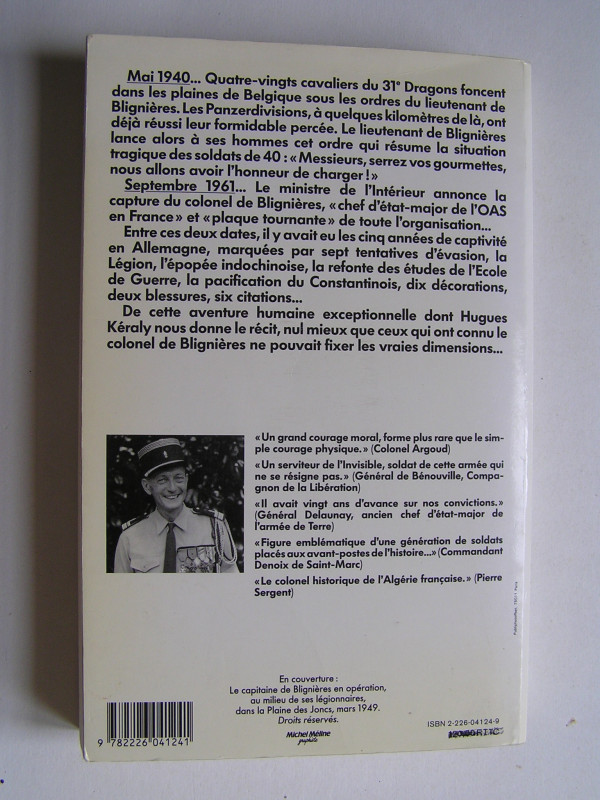 Mai 1940... Quatre-vingts cavaliers du 31e Dragons foncent
dans les plaines de Belgique sous les ordres du lieutenant de
Blignières. Les Panzerdivisions, à quelques kilomètres de là, ont
déjà réussi leur formidable percée. Le lieutenant de Blignières
lance alors à ses hommes cet ordre qui résume la situation
tragique des soldats de 40 : « Messieurs, serrez vos gourmettes,
nous allons avoir l'honneur de charger ! »
Septembre 1961... Le ministre de l'Intérieur annonce la
capture du colonel de Blignières, « chef d'état-major de l'OAS
en France » et « plaque tournante » de toute l'organisation...
Entre ces deux dates, il y avait eu les cinq années de captivité
en Allemagne, marquées par sept tentatives d'évasion, la
Légion, l'épopée indochinoise, la refonte des études de l'Ecole
de Guerre, la pacification du Constantinois, dix décorations,
deux blessures, six citations...
De cette aventure humaine exceptionnelle dont Hugues
Kéraly nous donne le récit, nul mieux que ceux qui ont connu le
colonel de Blignières ne pouvait fixer les vraies dimensions...
« Un grand courage moral, forme plus rare que le sim-
ple courage physique. » (Colonel Argoud)
« Un serviteur de l'Invisible, soldat de cette armée qui
ne se résigne pas. » (Général de Bénouville, Compa-
gnon de la Libération)
« Il avait vingt ans d'avance sur nos convictions. »
(Général Delaunay, ancien chef d'état-major de
l'armée de Terre)
« Figure emblématique d'une génération de soldats
placés aux avant-postes de l'histoire... » (Commandant
Denoix de Saint-Marc)
« Le colonel historique de l'Algérie française. » (Pierre
Sergent)
En couverture :
Le capitaine de Blignières en opération,
au milieu de ses légionnaires,
dans la Plaine des Joncs, mars 1949.
Droits réservés.
Michel Méline
graphiste
9 782226 041241
ISBN 2-226-04124-9